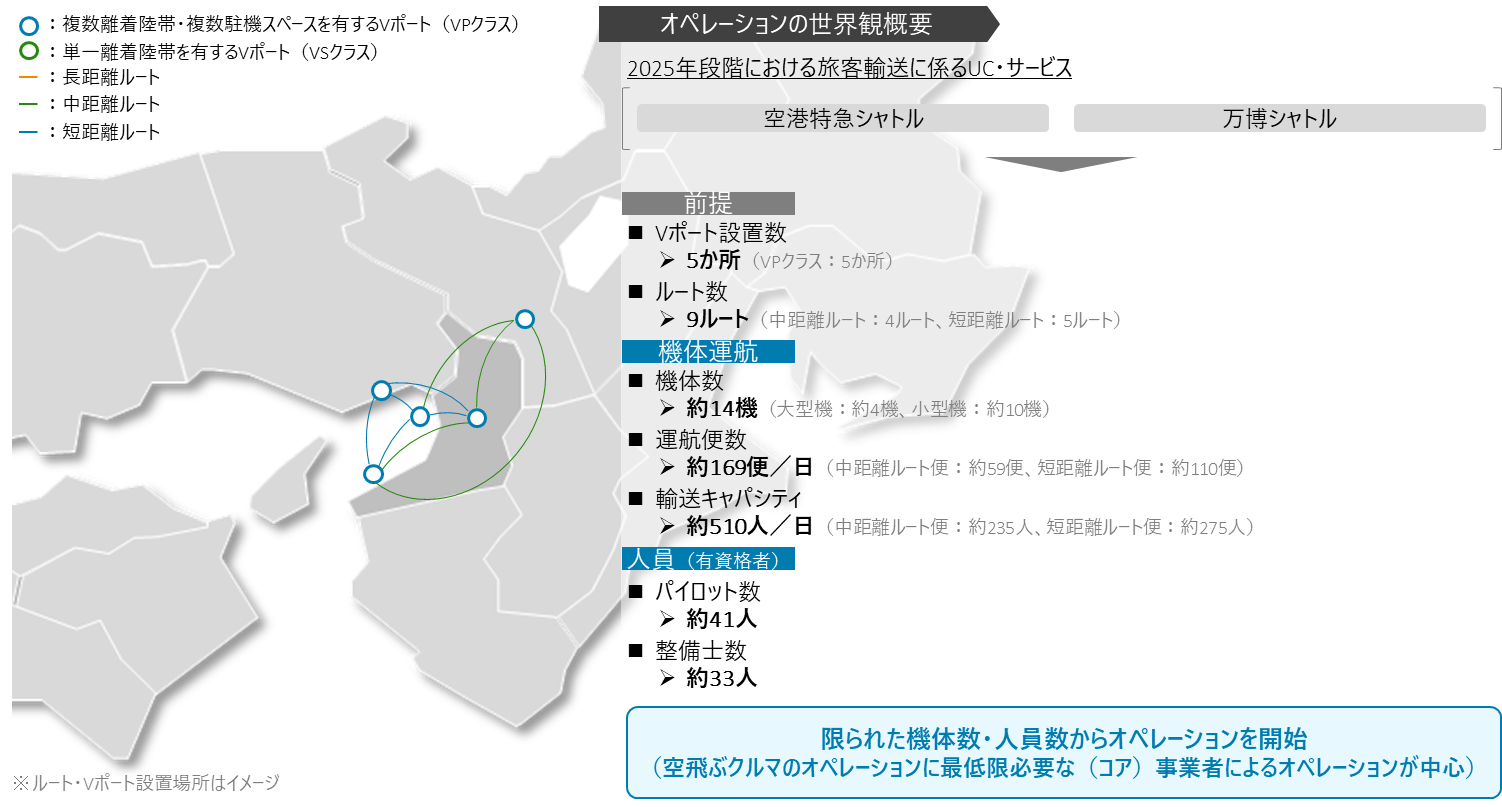 ：複数離着陸帯・複数駐機スペースを有するVポート（VPクラス）
：単一離着陸帯を有するVポート（VSクラス）
：長距離ルート
：中距離ルート
：短距離ルート
オペレーションの世界観概要
2025年段階における旅客輸送に係るUC・サービス
空港特急シャトル
万博シャトル
前提
■ Vポート設置数
➢ 5か所（VPクラス：5か所）
■ ルート数
➢ 9ルート（中距離ルート：4ルート、短距離ルート：5ルート）
機体運航
■ 機体数
➢ 約14機（大型機：約4機、小型機：約10機）
■ 運航便数
➢ 約169便／日（中距離ルート便：約59便、短距離ルート便：約110便）
■ 輸送キャパシティ
➢ 約510人／日（中距離ルート便：約235人、短距離ルート便：約275人）
人員（有資格者）
■ パイロット数
➢ 約41人
■ 整備士数
➢ 約33人
限られた機体数・人員数からオペレーションを開始
（空飛ぶクルマのオペレーションに最低限必要な（コア）事業者によるオペレーションが中心）
※ルート・Vポート設置場所はイメージ